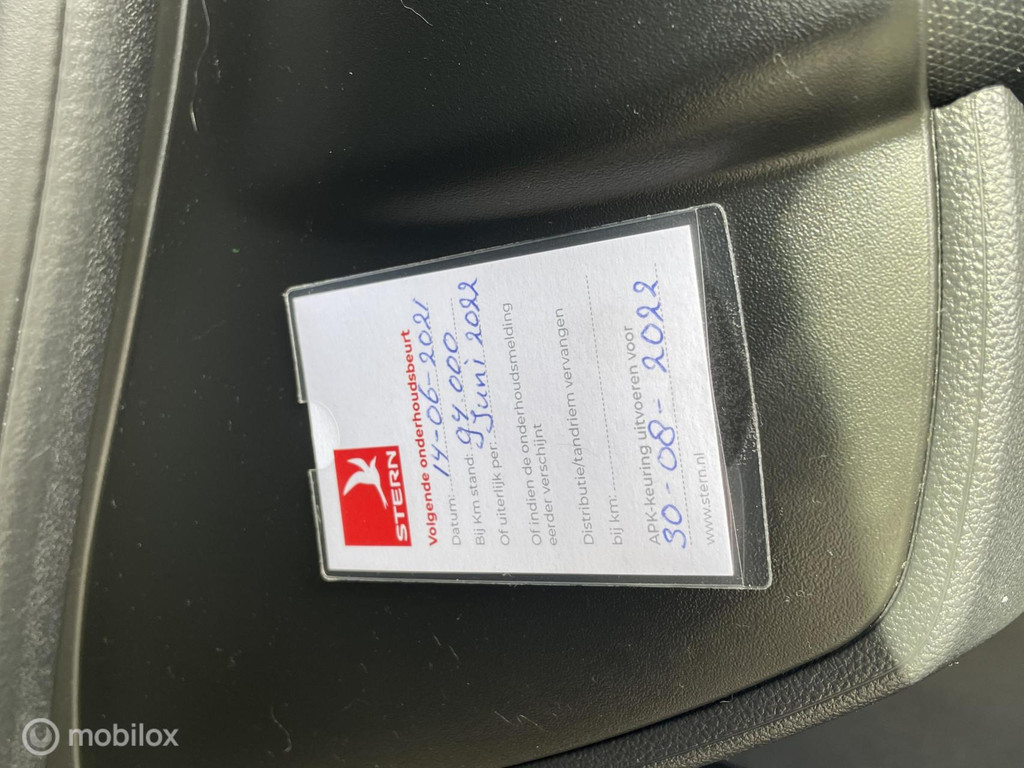 STERN
Volgende onderhoudsbeurt
Datum: 14-06-2021
Bij Km stand: 97.000
Of uiterlijk per: Juni 2022
Of indien de onderhoudsmelding
eerder verschijnt
Distributie/tandriem vervangen
bij km:
APK-keuring uitvoeren voor
30-08-2022
www.stern.nl
mobilox